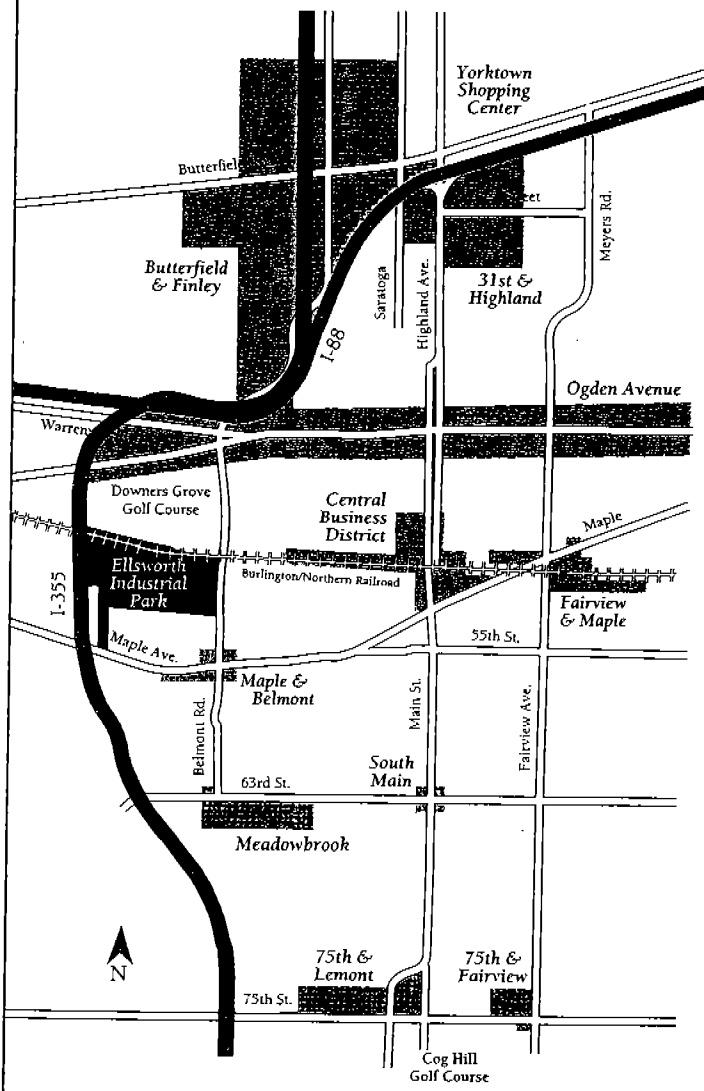 Yorktown
Shopping
Center
Meyers Rd.
Butterfield
& Finley
Saratoga
Highland Ave.
31st &
Highland
I-88
Ogden Avenue
Downers Grove
Golf Course
Central
Business
District
Maple
Ellsworth
Industrial
Park
Burlington/Northern Railroad
I-355
Fairview
& Maple
Maple Ave.
55th St.
Maple &
Belmont
Belmont Rd.
Main St.
Fairview Ave.
South
Main
63rd St.
Meadowbrook
N
75th &
Lemont
75th &
Fairview
75th St.
Cog Hill
Golf Course